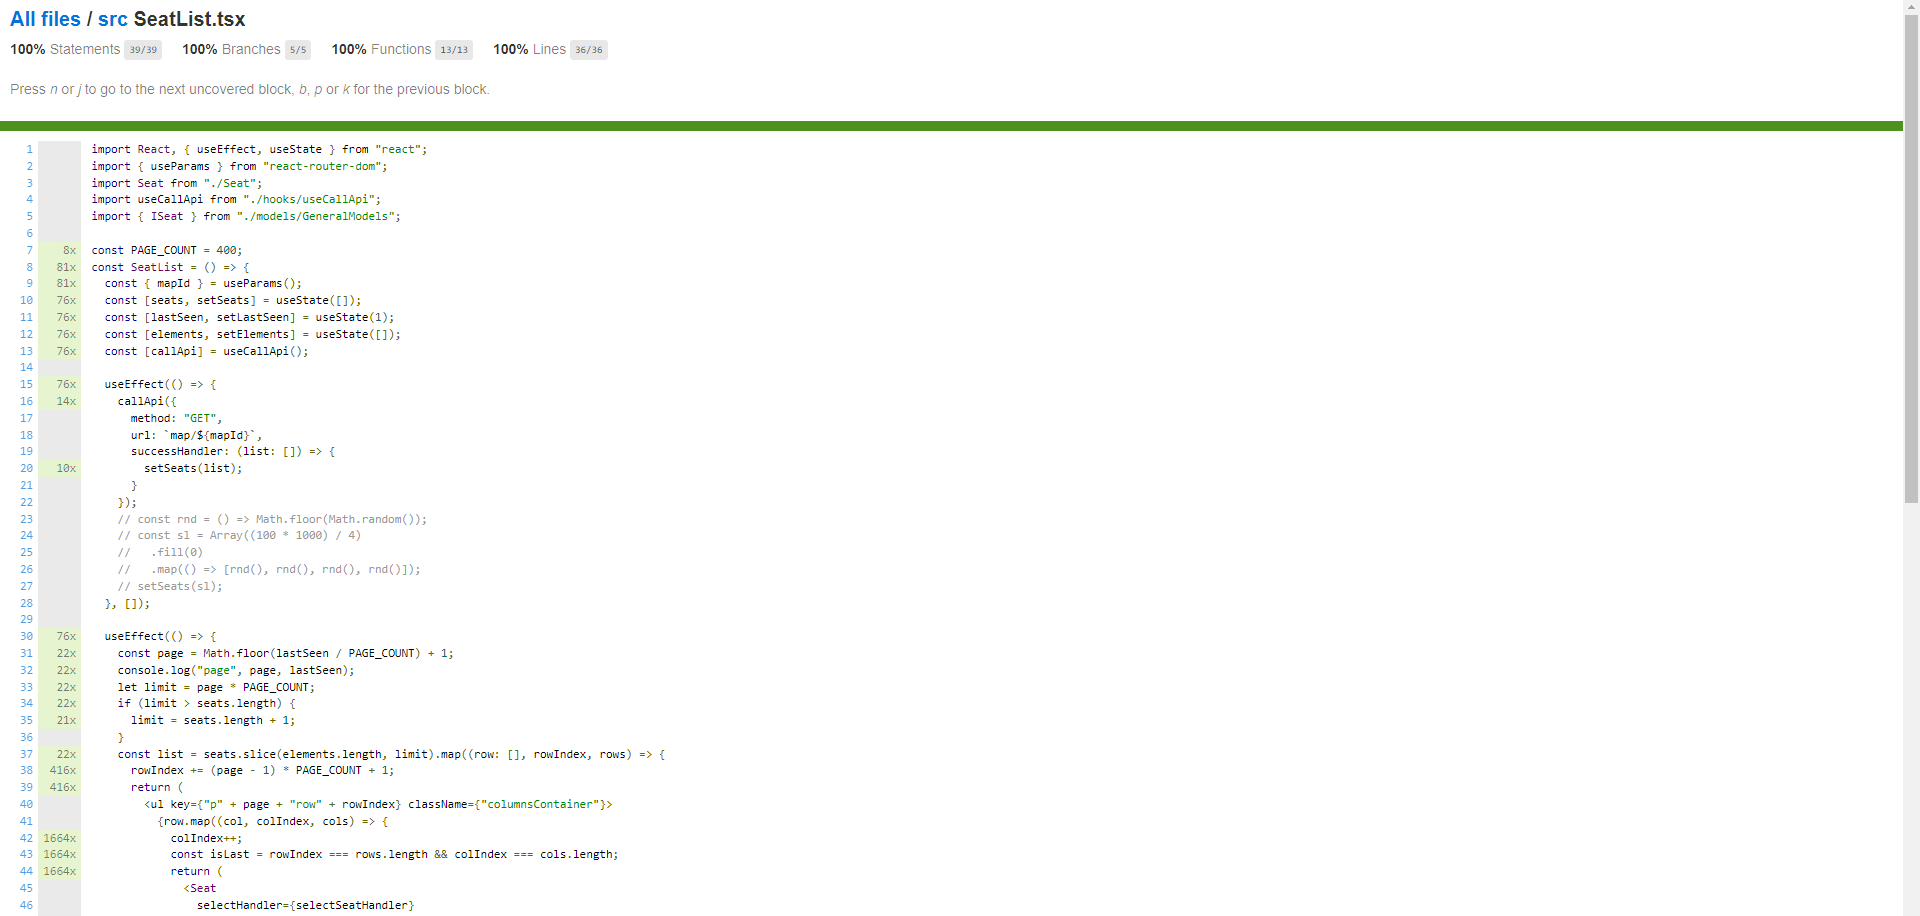 All files / src SeatList.tsx
100% Statements 39/39 100% Branches 5/5 100% Functions 13/13 100% Lines 36/36
Press n or j to go to the next uncovered block, b, p or k for the previous block.
1 import React, { useEffect, useState } from "react";
2 import { useParams } from "react-router-dom";
3 import Seat from "./Seat";
4 import useCallApi from "./hooks/useCallApi";
5 import { ISeat } from "./models/GeneralModels";
6
7 8x const PAGE_COUNT = 400;
8 81x const SeatList = () => {
9 81x const { mapId } = useParams();
10 76x const [seats, setSeats] = useState([]);
11 76x const [lastSeen, setLastSeen] = useState(1);
12 76x const [elements, setElements] = useState([]);
13 76x const [callApi] = useCallApi();
14
15 76x useEffect(() => {
16 14x callApi({
17 method: "GET",
18 url: `map/${mapId}`,
19 successHandler: (list: []) => {
20 10x setSeats(list);
21 }
22 });
23 // const rnd = () => Math.floor(Math.random());
24 // const sl = Array((100 * 1000) / 4)
25 // .fill(0)
26 // .map(() => [rnd(), rnd(), rnd(), rnd()]);
27 // setSeats(sl);
28 }, []);
29
30 76x useEffect(() => {
31 22x const page = Math.floor(lastSeen / PAGE_COUNT) + 1;
32 22x console.log("page", page, lastSeen);
33 22x let limit = page * PAGE_COUNT;
34 22x if (limit > seats.length) {
35 21x limit = seats.length + 1;
36 }
37 22x const list = seats.slice(elements.length, limit).map((row: [], rowIndex, rows) => {
38 416x rowIndex += (page - 1) * PAGE_COUNT + 1;
39 416x return (
40 <ul key={"p" + page + "row" + rowIndex} className={"columnsContainer"}>
41 {row.map((col, colIndex, cols) => {
42 1664x colIndex++;
43 1664x const isLast = rowIndex === rows.length && colIndex === cols.length;
44 1664x return (
45 <Seat
46 selectHandler={selectSeatHandler}